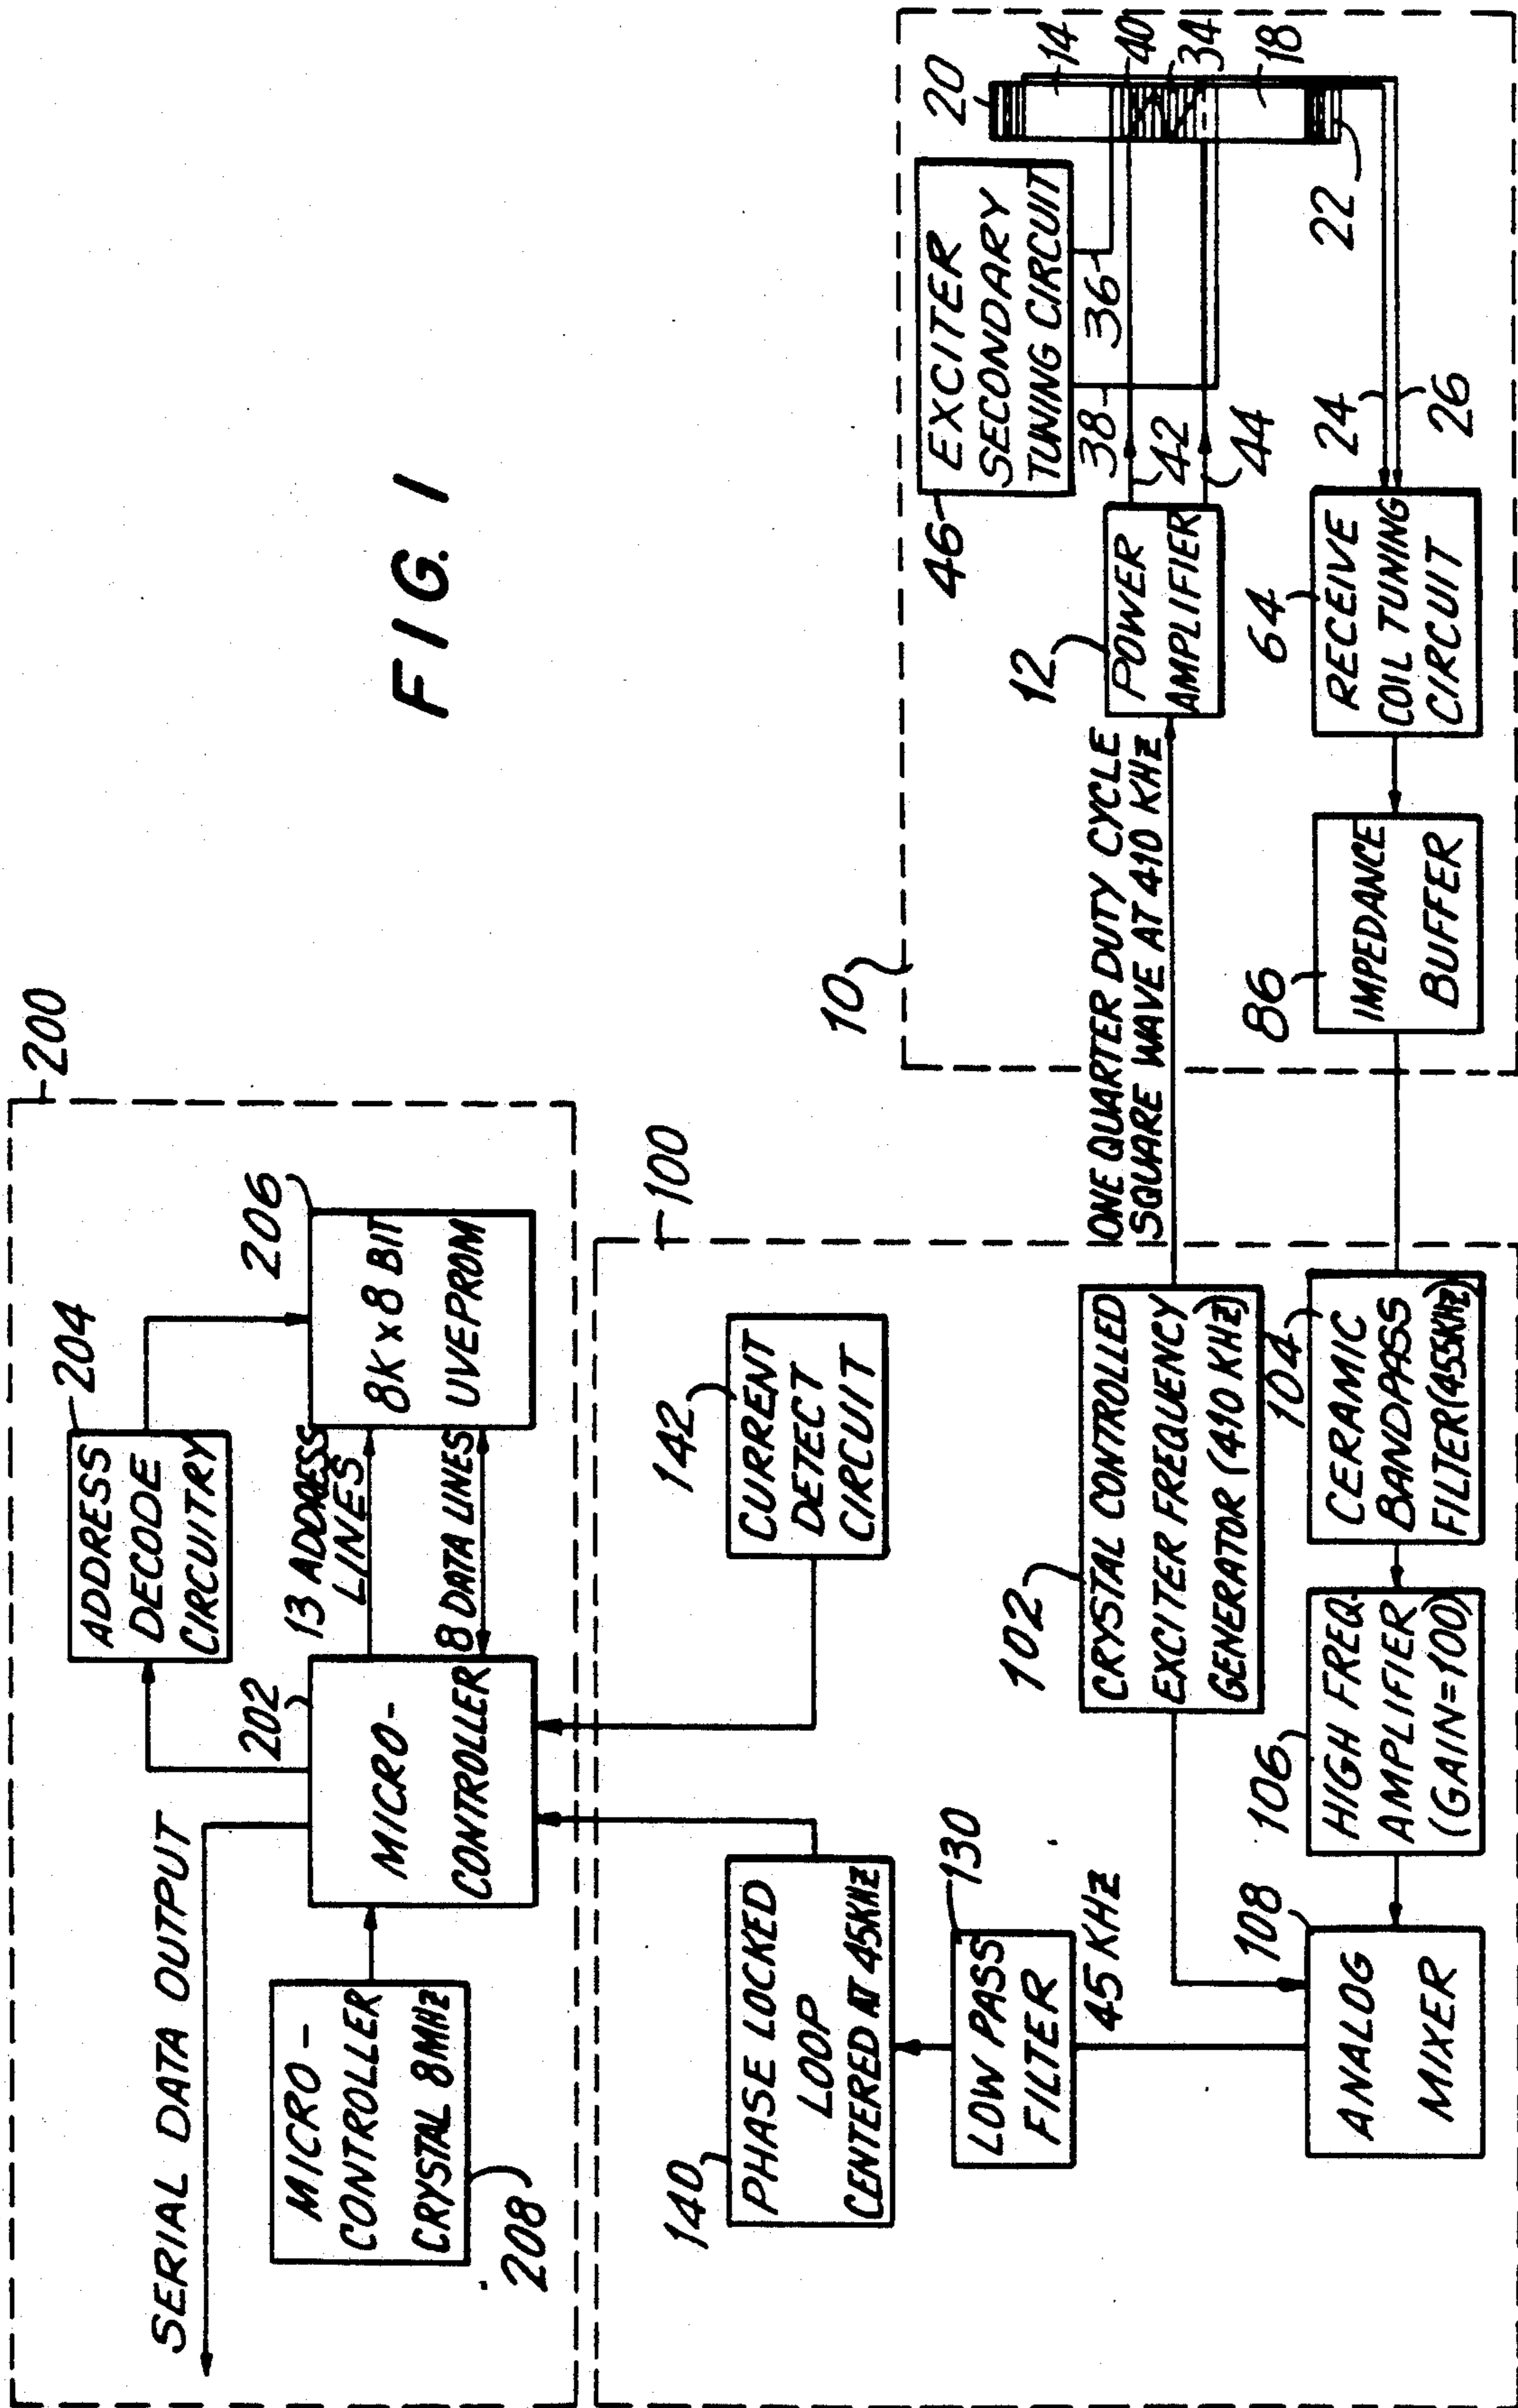 FIG. 1
200
SERIAL DATA OUTPUT
202
204
ADDRESS
DECODE
CIRCUITRY
206
MICRO-
CONTROLLER
CRYSTAL 8MHZ
208
MICRO-
CONTROLLER
13 ADDRESS
LINES
8 DATA LINES
8K x 8 BIT
UVEPROM
100
140
PHASE LOCKED
LOOP
CENTERED AT 45KHZ
142
CURRENT
DETECT
CIRCUIT
130
LOW PASS
FILTER
45 KHZ
102
CRYSTAL CONTROLLED
EXCITER FREQUENCY
GENERATOR (410 KHZ)
108
ANALOG
MIXER
106
HIGH FREQ.
AMPLIFIER
(GAIN=100)
104
CERAMIC
BANDPASS
FILTER(455KHZ)
10
ONE QUARTER DUTY CYCLE
SQUARE WAVE AT 410 KHZ
46
EXCITER
SECONDARY
TUNING CIRCUIT
20
14
40
34
18
22
36
38
42
44
12
POWER
AMPLIFIER
24
26
64
RECEIVE
COIL TUNING
CIRCUIT
86
IMPEDANCE
BUFFER